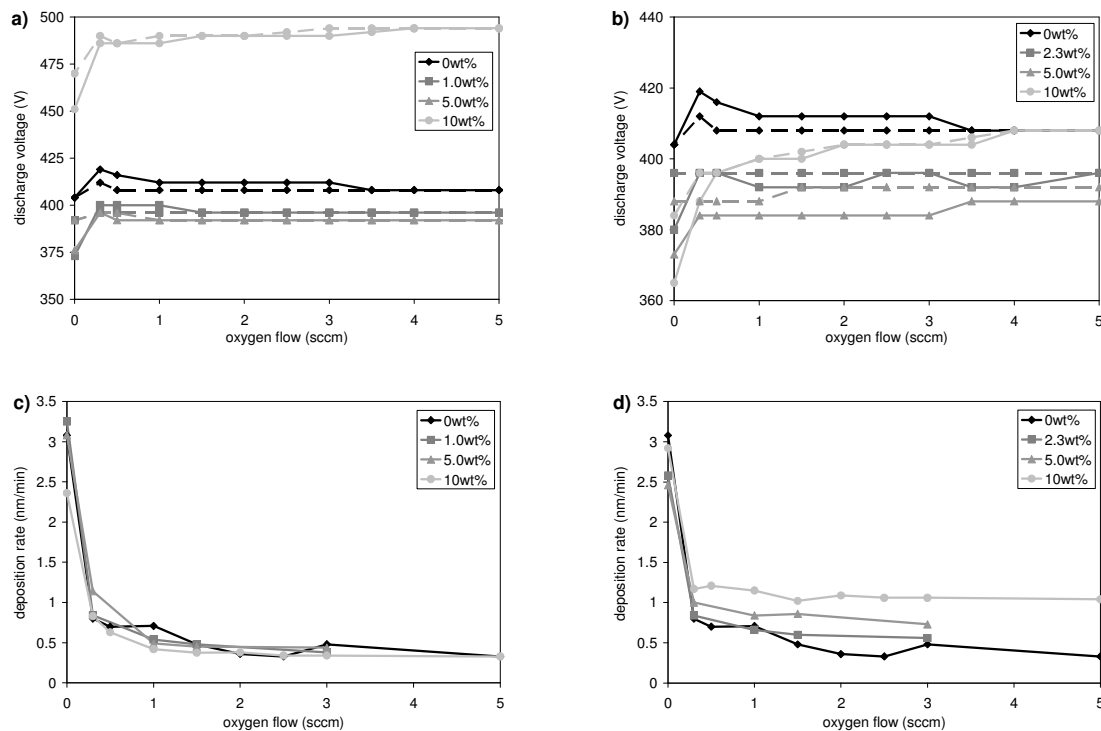 a)
500
475
450
425
400
375
350
discharge voltage (V)
0
1
2
3
4
5
oxygen flow (sccm)
0wt%
1.0wt%
5.0wt%
10wt%
b)
440
420
400
380
360
discharge voltage (V)
0
1
2
3
4
5
oxygen flow (sccm)
0wt%
2.3wt%
5.0wt%
10wt%
c)
3.5
3
2.5
2
1.5
1
0.5
0
deposition rate (nm/min)
0
1
2
3
4
5
oxygen flow (sccm)
0wt%
1.0wt%
5.0wt%
10wt%
d)
3.5
3
2.5
2
1.5
1
0.5
0
deposition rate (nm/min)
0
1
2
3
4
5
oxygen flow (sccm)
0wt%
2.3wt%
5.0wt%
10wt%